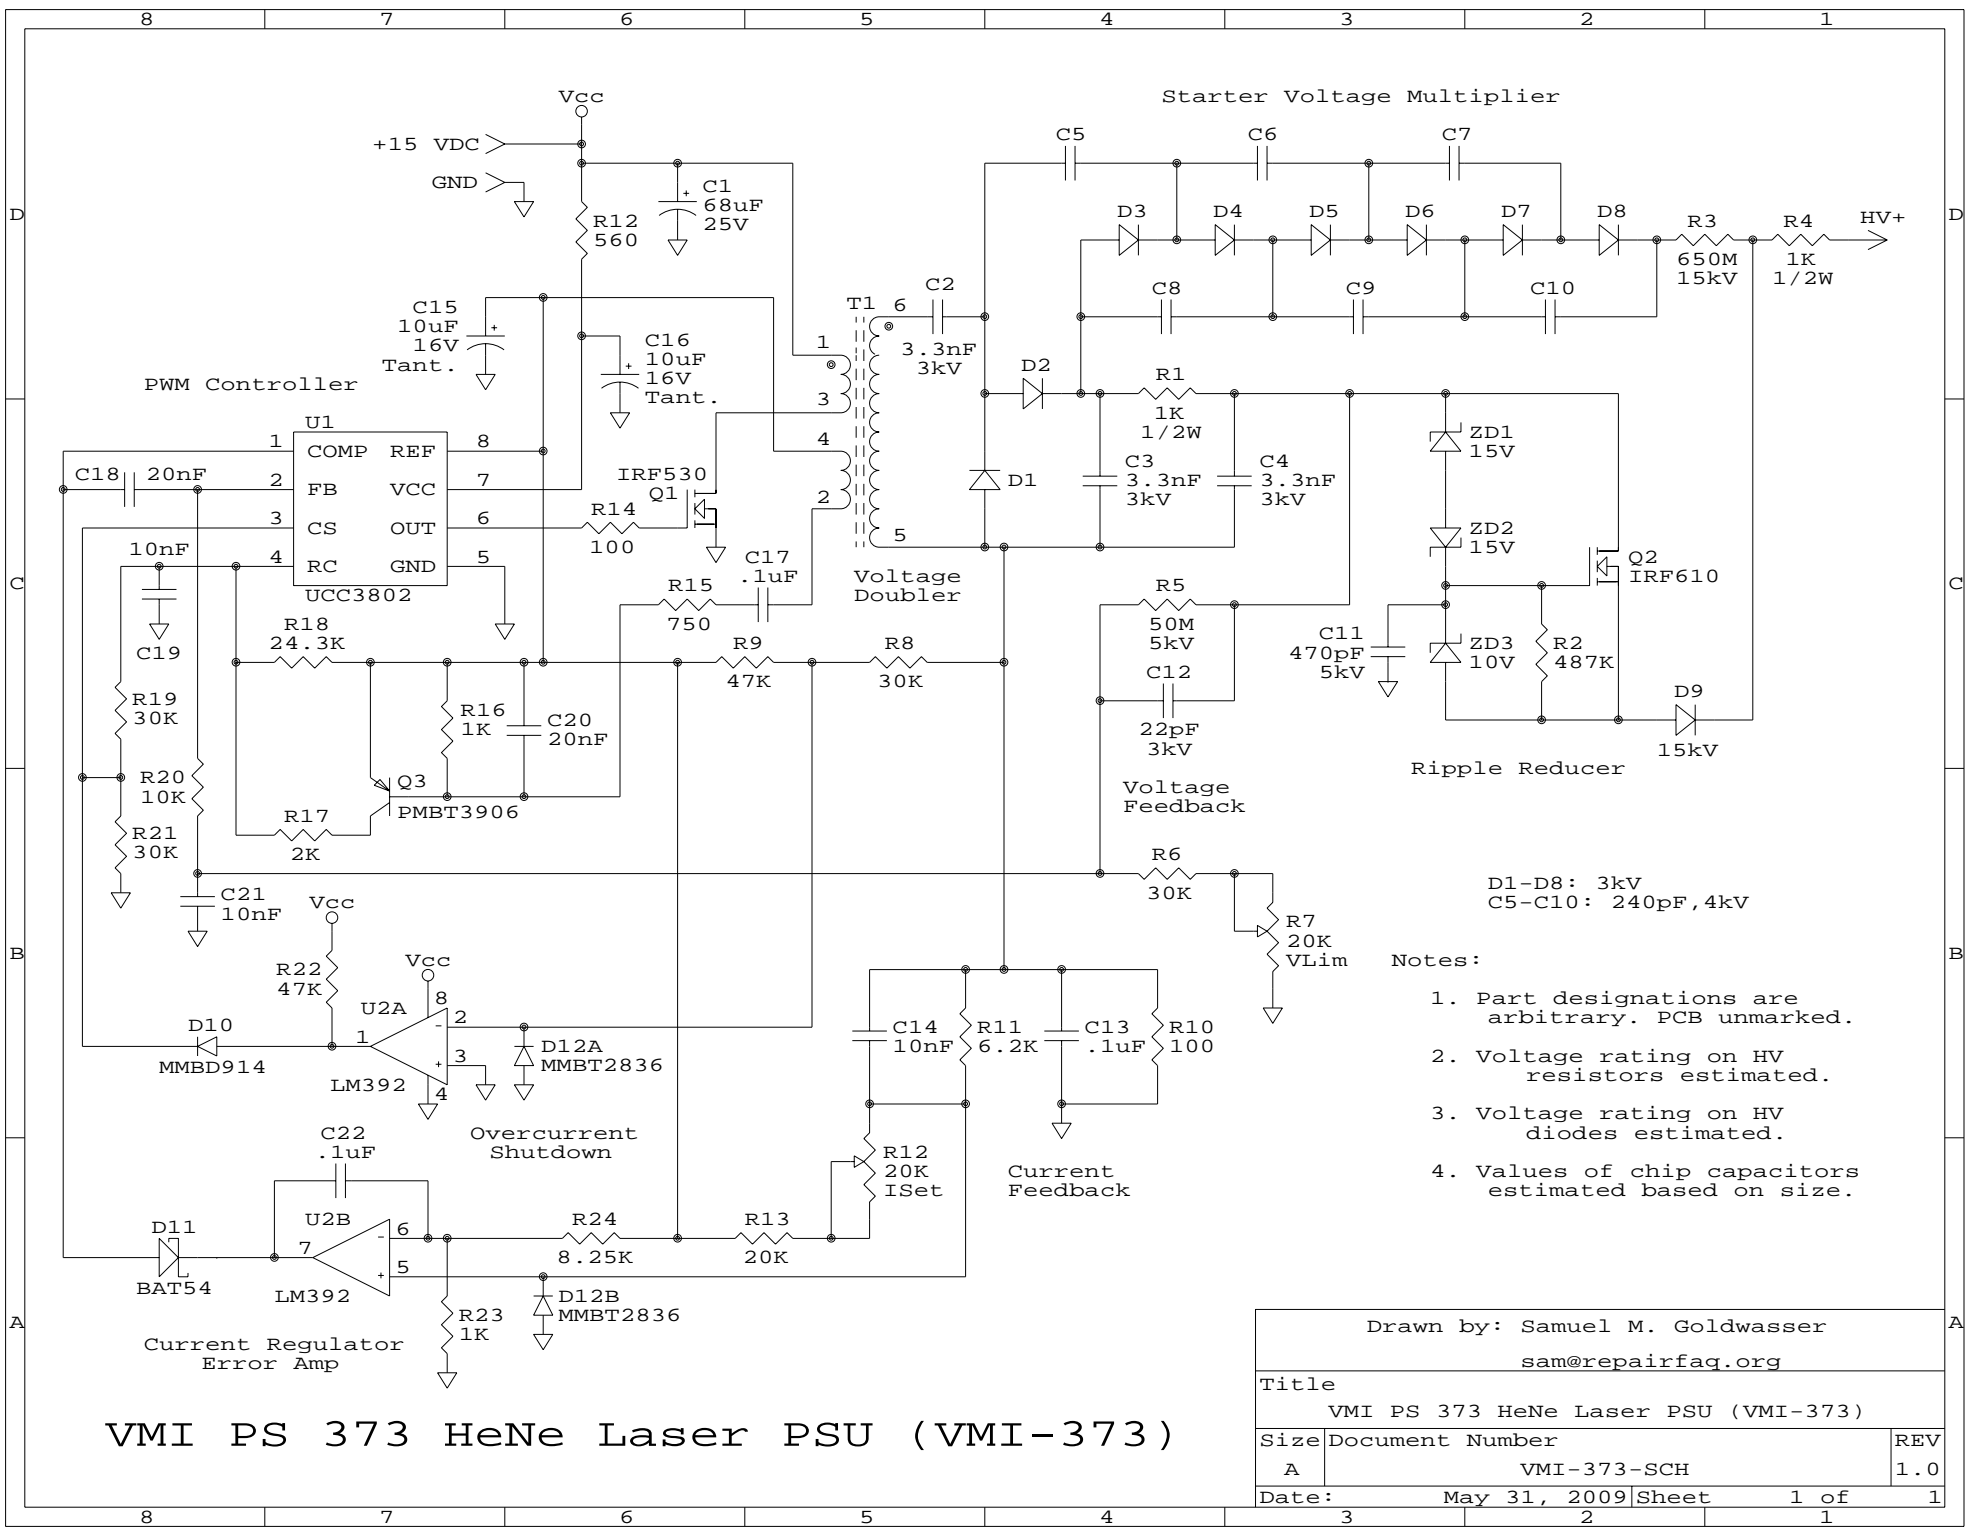 8 7 6 5 4 3 2 1
D
C
B
A
D
C
B
A
Vcc
+15 VDC
GND
C1
68uF
25V
R12
560
C15
10uF
16V
Tant.
C16
10uF
16V
Tant.
PWM Controller
U1
1 COMP REF 8
2 FB VCC 7
3 CS OUT 6
4 RC GND 5
UCC3802
C18 20nF
10nF
C19
IRF530
Q1
R14
100
T1
1
3
4
2
6
5
Voltage
Doubler
C17
.1uF
R15
750
C2
3.3nF
3kV
Starter Voltage Multiplier
C5 C6 C7
D3 D4 D5 D6 D7 D8
C8 C9 C10
R3
650M
15kV
R4
1K
1/2W
HV+
D2
D1
R1
1K
1/2W
C3
3.3nF
3kV
C4
3.3nF
3kV
ZD1
15V
ZD2
15V
ZD3
10V
Q2
IRF610
R2
487K
C11
470pF
5kV
D9
15kV
Ripple Reducer
R5
50M
5kV
C12
22pF
3kV
Voltage
Feedback
R18
24.3K
R9
47K
R8
30K
R19
30K
R16
1K
C20
20nF
R20
10K
Q3
PMBT3906
R17
2K
R21
30K
C21
10nF
R6
30K
R7
20K
VLim
Vcc
R22
47K
Vcc
U2A
8
2
-
1
3
+
4
LM392
D10
MMBD914
D12A
MMBT2836
Overcurrent
Shutdown
C14
10nF
R11
6.2K
C13
.1uF
R10
100
Current
Feedback
R12
20K
ISet
C22
.1uF
U2B
6
-
7
5
+
LM392
D11
BAT54
R24
8.25K
R13
20K
D12B
MMBT2836
R23
1K
Current Regulator
Error Amp
D1-D8: 3kV
C5-C10: 240pF,4kV
Notes:
1. Part designations are
arbitrary. PCB unmarked.
2. Voltage rating on HV
resistors estimated.
3. Voltage rating on HV
diodes estimated.
4. Values of chip capacitors
estimated based on size.
VMI PS 373 HeNe Laser PSU (VMI-373)
Drawn by: Samuel M. Goldwasser
sam@repairfaq.org
Title
VMI PS 373 HeNe Laser PSU (VMI-373)
Size Document Number REV
A VMI-373-SCH 1.0
Date: May 31, 2009 Sheet 1 of 1
8 7 6 5 4 3 2 1